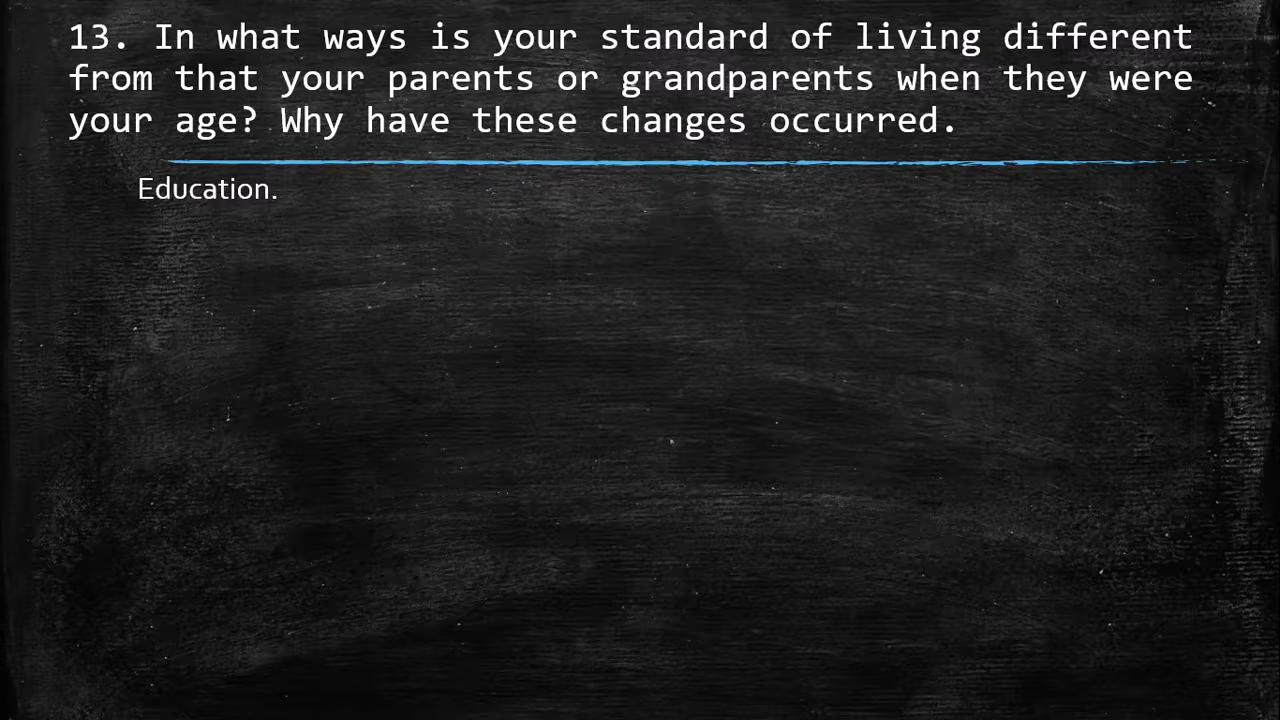 13. In what ways is your standard of living different
from that your parents or grandparents when they were
your age? Why have these changes occurred.
Education.